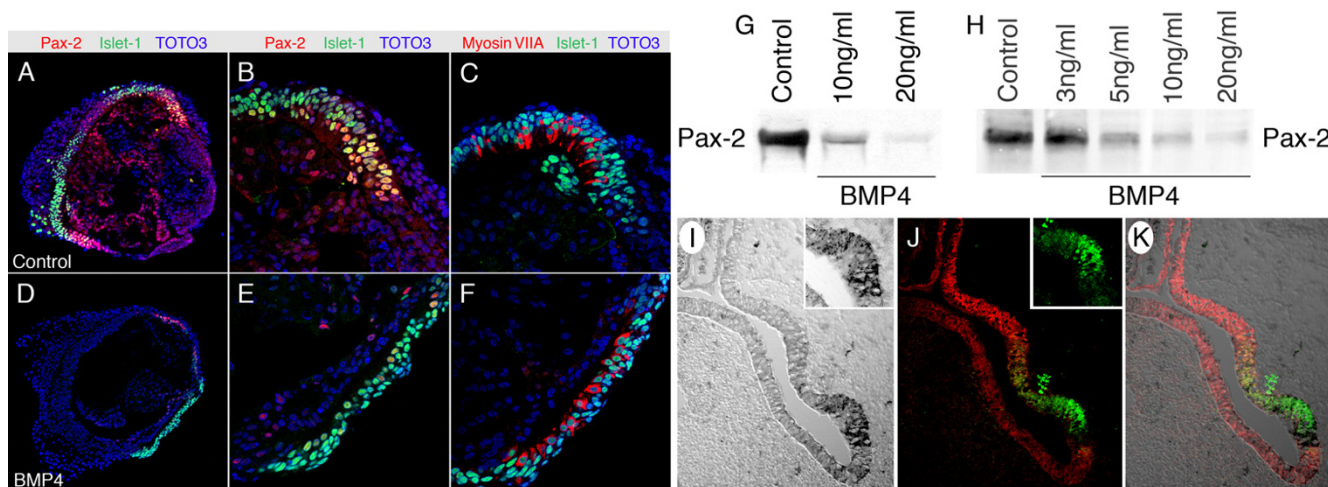 Pax-2 Islet-1 TOTO3
Pax-2 Islet-1 TOTO3
Myosin VIIA Islet-1 TOTO3
A
Control
B
C
D
BMP4
E
F
G
Control
10ng/ml
20ng/ml
Pax-2
BMP4
H
Control
3ng/ml
5ng/ml
10ng/ml
20ng/ml
Pax-2
BMP4
I
J
K